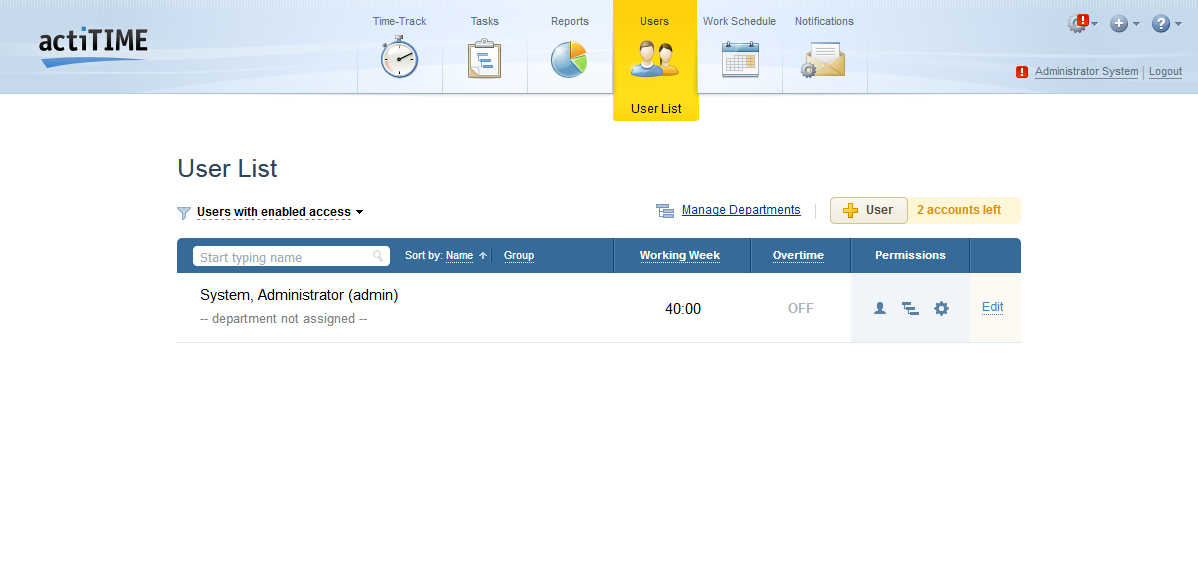 actiTIME
Time-Track
Tasks
Reports
Users
Work Schedule
Notifications
Administrator System
Logout
User List
User List
Users with enabled access
Manage Departments
User
2 accounts left
Start typing name
Sort by: Name
Group
Working Week
Overtime
Permissions
System, Administrator (admin)
-- department not assigned --
40:00
OFF
Edit